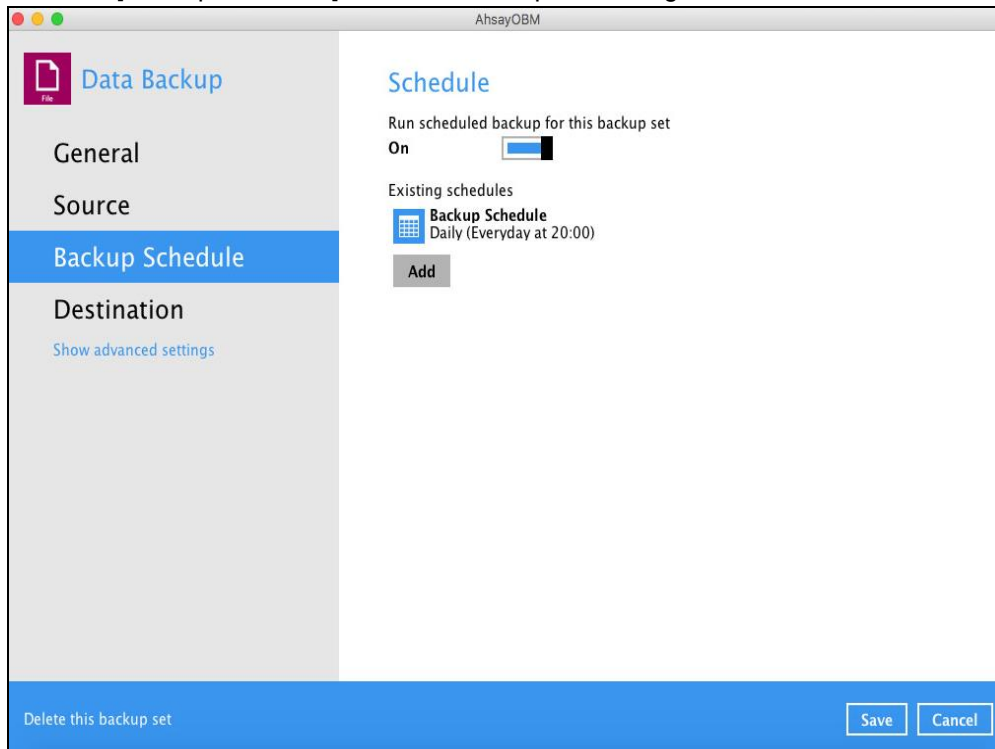 AhsayOBM
File
Data Backup
General
Source
Backup Schedule
Destination
Show advanced settings
Schedule
Run scheduled backup for this backup set
On
Existing schedules
Backup Schedule
Daily (Everyday at 20:00)
Add
Delete this backup set
Save
Cancel